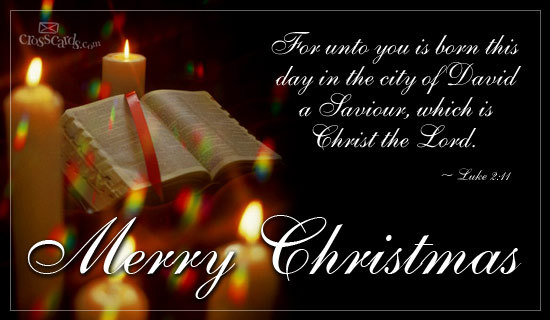 crosscards.com
For unto you is born this
day in the city of David
a Saviour, which is
Christ the Lord.
~ Luke 2:11
Merry Christmas